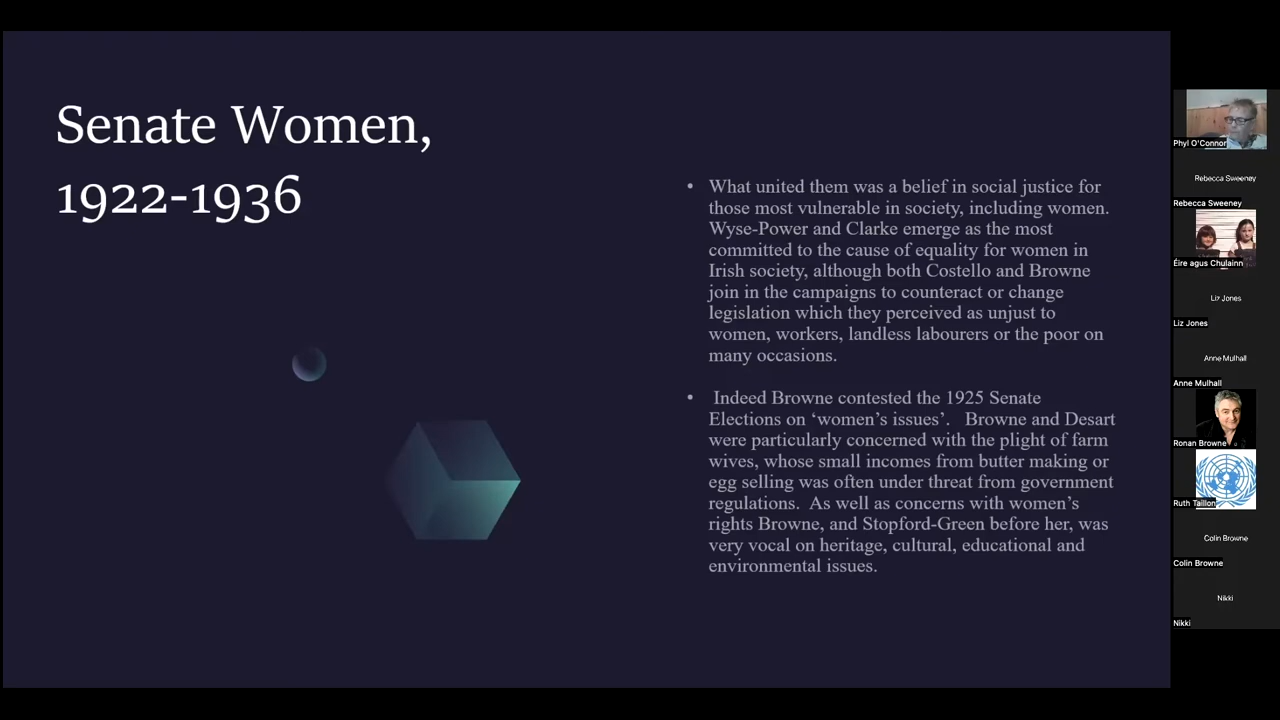 Senate Women,
1922-1936
• What united them was a belief in social justice for
those most vulnerable in society, including women.
Wyse-Power and Clarke emerge as the most
committed to the cause of equality for women in
Irish society, although both Costello and Browne
join in the campaigns to counteract or change
legislation which they perceived as unjust to
women, workers, landless labourers or the poor on
many occasions.
• Indeed Browne contested the 1925 Senate
Elections on ‘women’s issues’. Browne and Desart
were particularly concerned with the plight of farm
wives, whose small incomes from butter making or
egg selling was often under threat from government
regulations. As well as concerns with women’s
rights Browne, and Stopford-Green before her, was
very vocal on heritage, cultural, educational and
environmental issues.
Phyl O'Connor
Rebecca Sweeney
Rebecca Sweeney
Éire agus Chulainn
Liz Jones
Liz Jones
Anne Mulhall
Anne Mulhall
Ronan Browne
Ruth Taillon
Colin Browne
Colin Browne
Nikki
Nikki